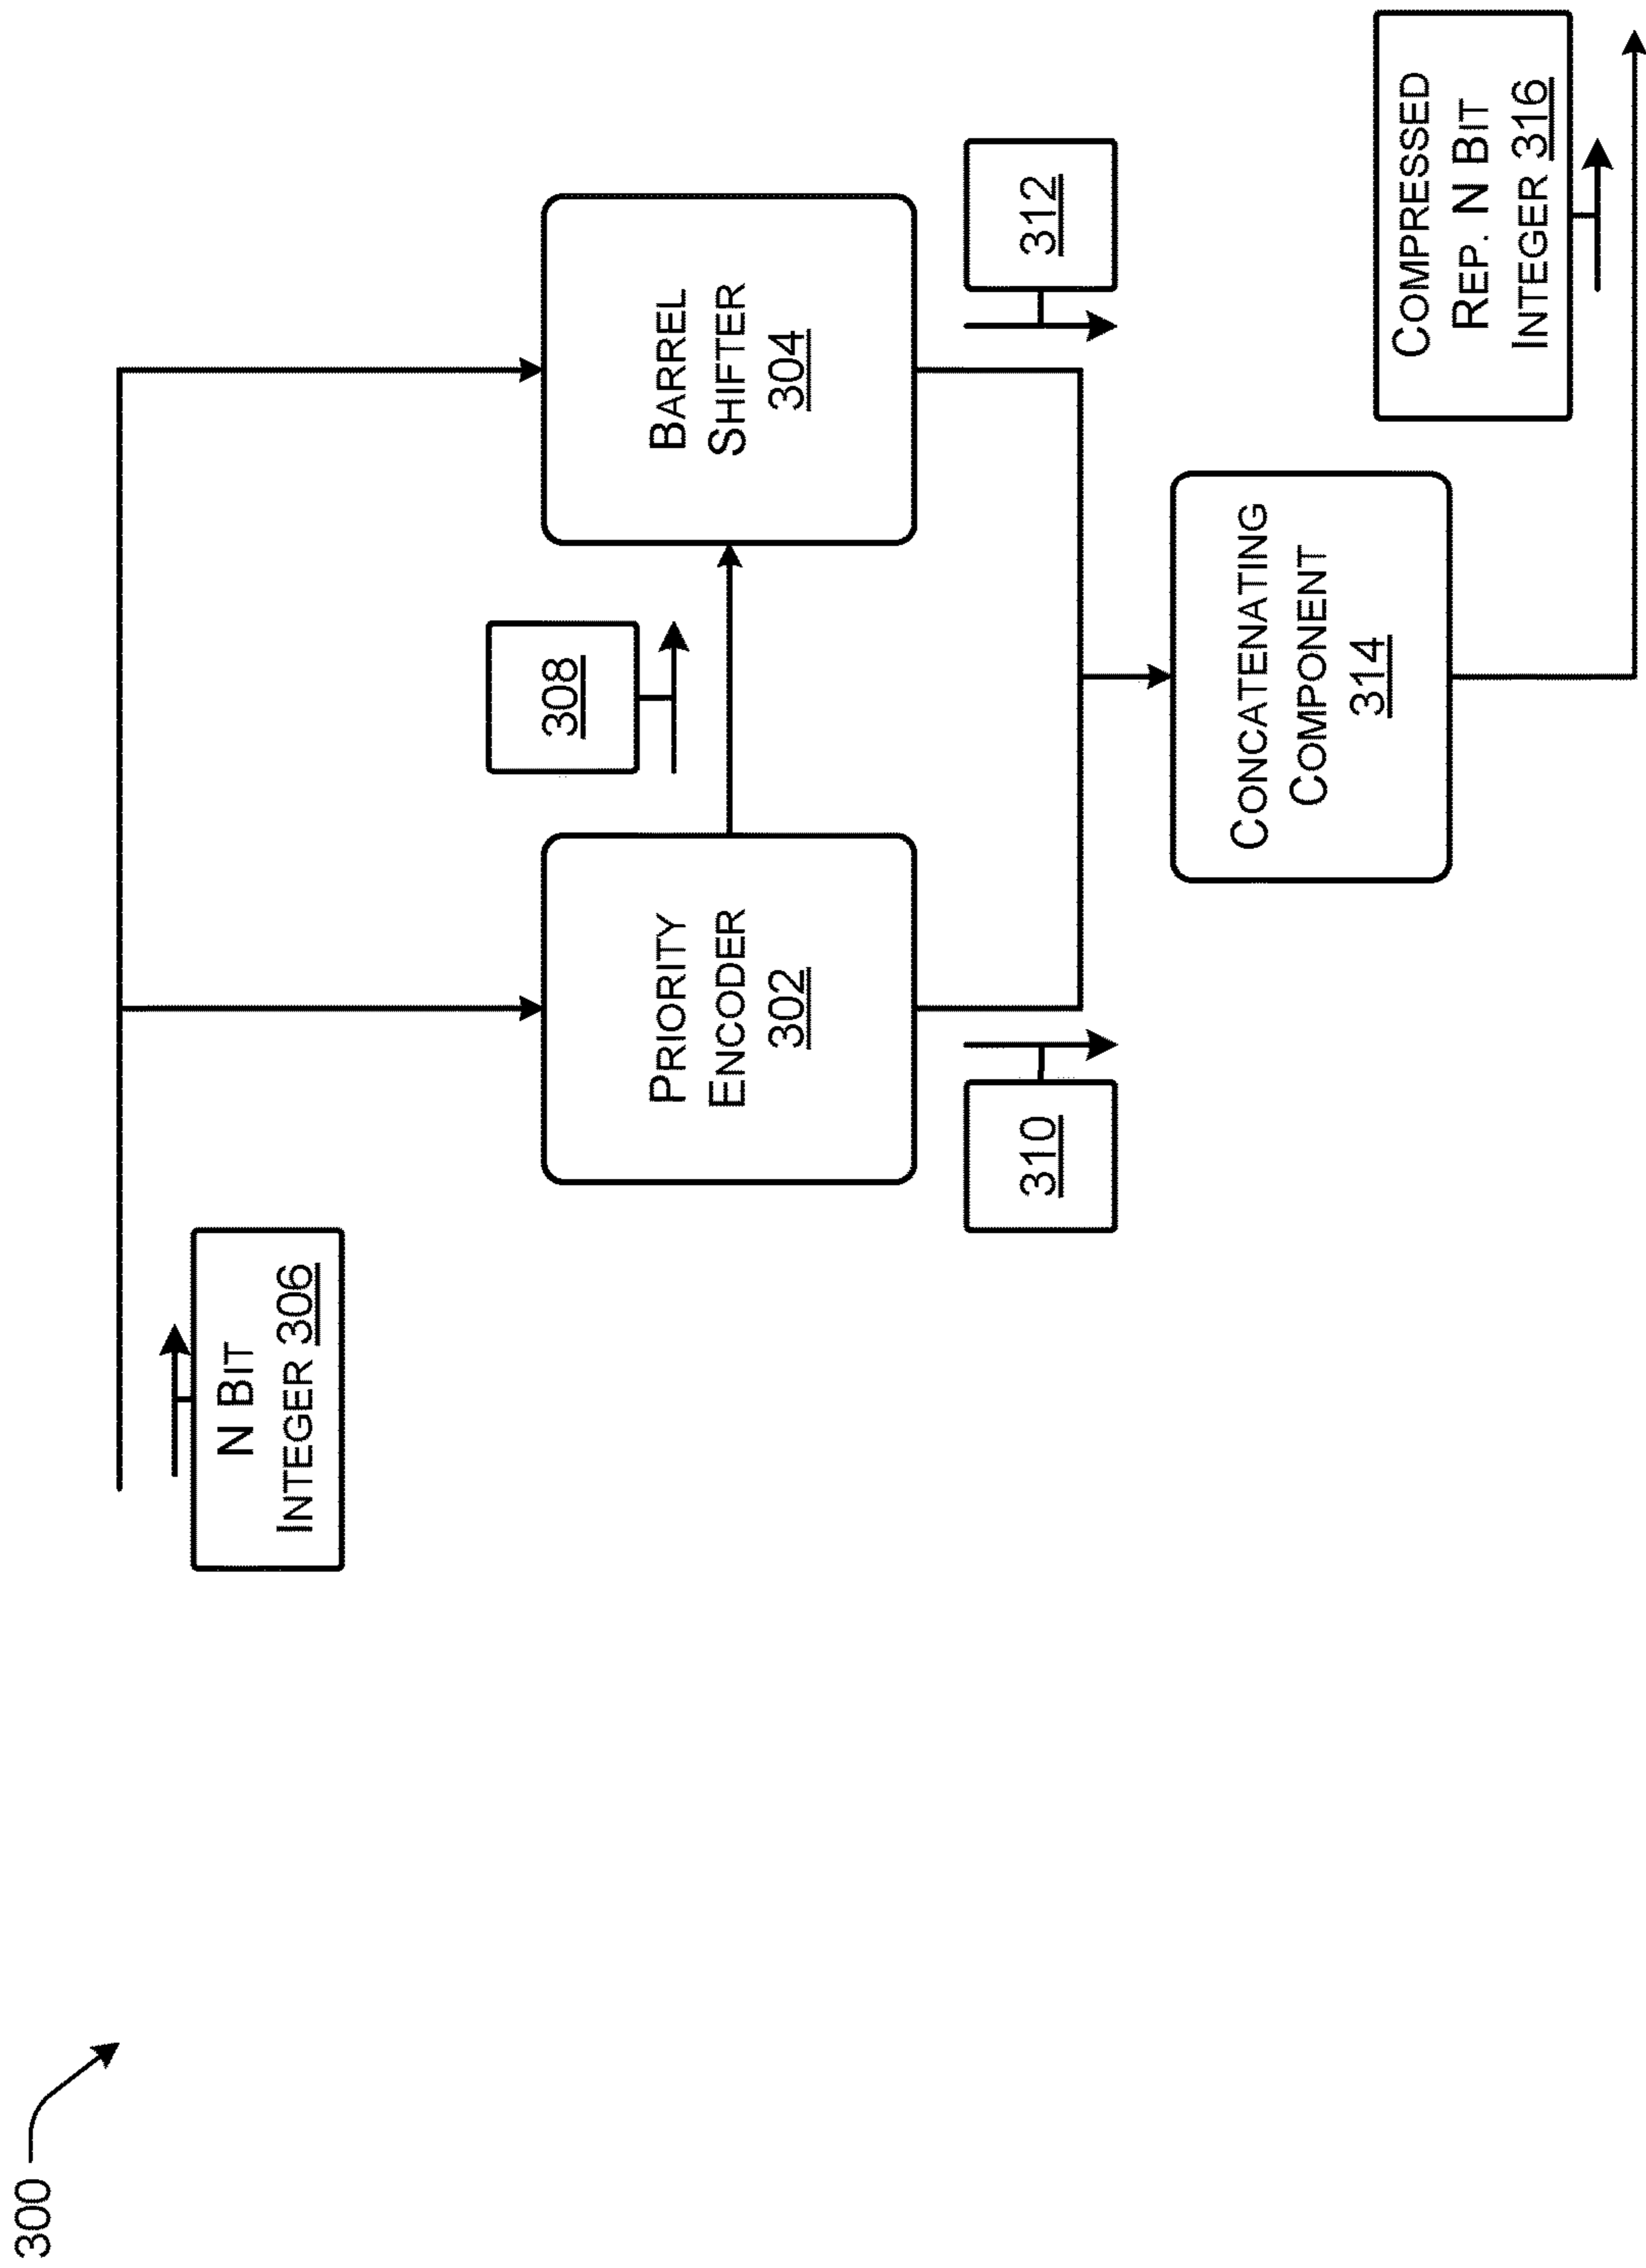 300
N BIT
INTEGER 306
PRIORITY
ENCODER
302
308
BARREL
SHIFTER
304
310
312
CONCATENATING
COMPONENT
314
COMPRESSED
REP. N BIT
INTEGER 316